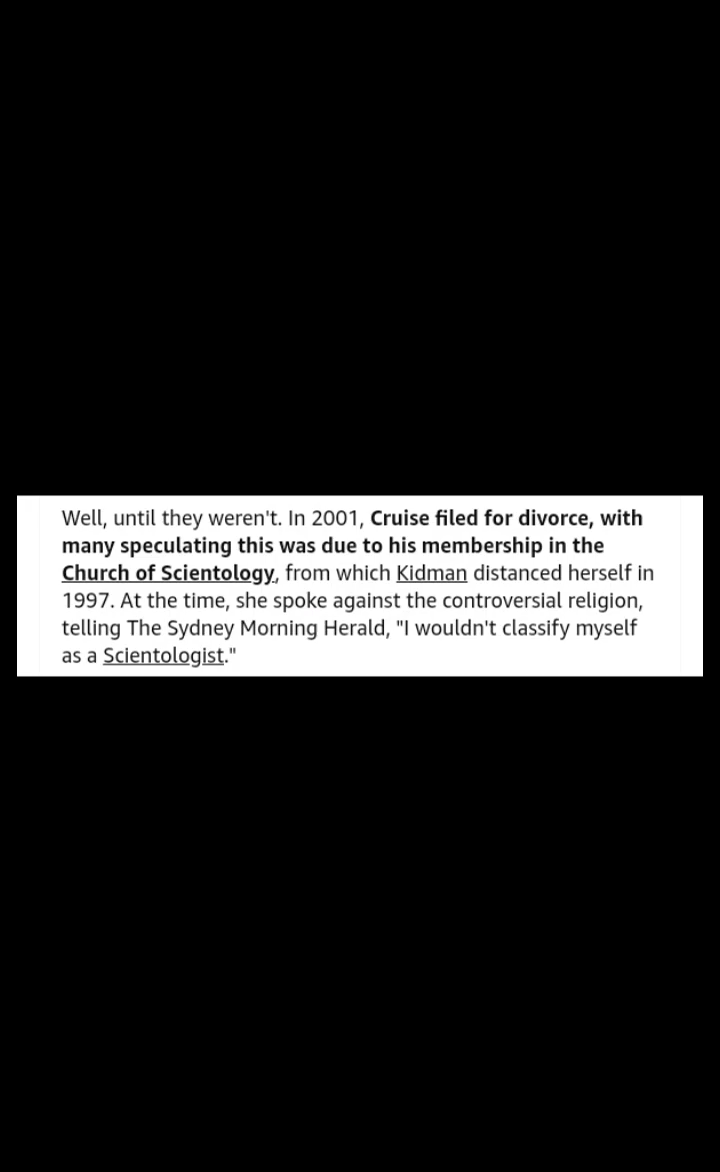 Well, until they weren't. In 2001, Cruise filed for divorce, with
many speculating this was due to his membership in the
Church of Scientology, from which Kidman distanced herself in
1997. At the time, she spoke against the controversial religion,
telling The Sydney Morning Herald, "I wouldn't classify myself
as a Scientologist."